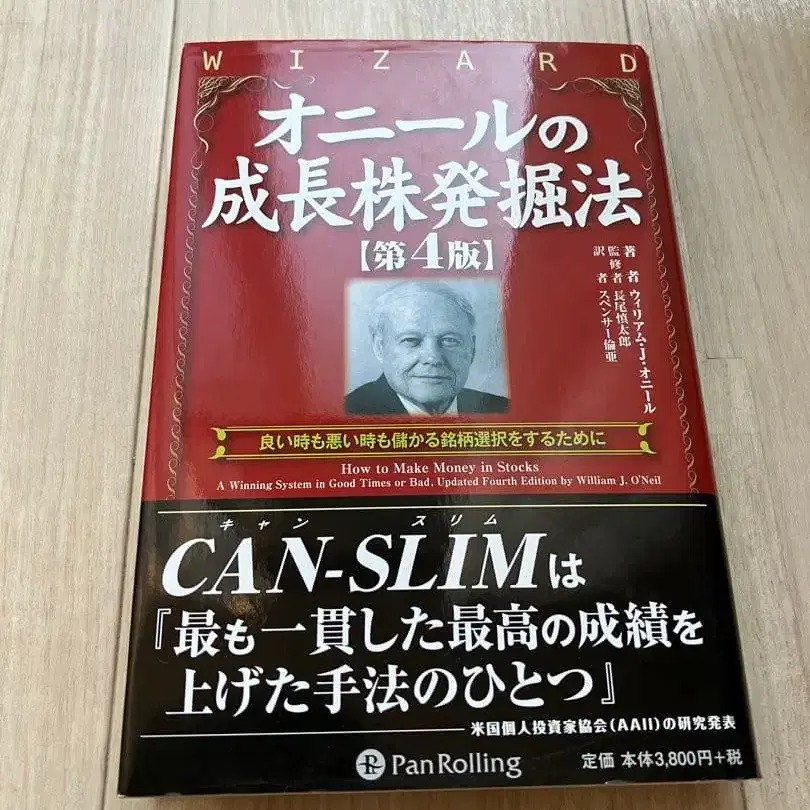 WIZARD
オニールの
成長株発掘法
【第4版】
著者 ウィリアム・J・オニール
監修者 長尾慎太郎
訳者 スペンサー倫亜
良い時も悪い時も儲かる銘柄選択をするために
How to Make Money in Stocks
A Winning System in Good Times or Bad, Updated Fourth Edition by William J. O'Neil
キャン スリム
CAN-SLIMは
『最も一貫した最高の成績を
上げた手法のひとつ』
米国個人投資家協会(AAII)の研究発表
PanRolling
定価 本体3,800円+税